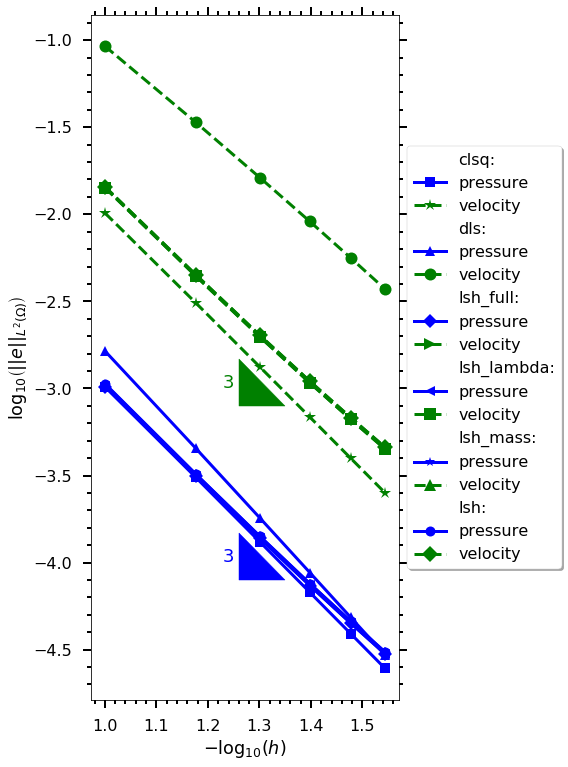 −1.0
−1.5
−2.0
−2.5
−3.0
−3.5
−4.0
−4.5
log₁₀(||e||_{L²(Ω)})
1.0 1.1 1.2 1.3 1.4 1.5
−log₁₀(h)
3
3
clsq:
pressure
velocity
dls:
pressure
velocity
lsh_full:
pressure
velocity
lsh_lambda:
pressure
velocity
lsh_mass:
pressure
velocity
lsh:
pressure
velocity